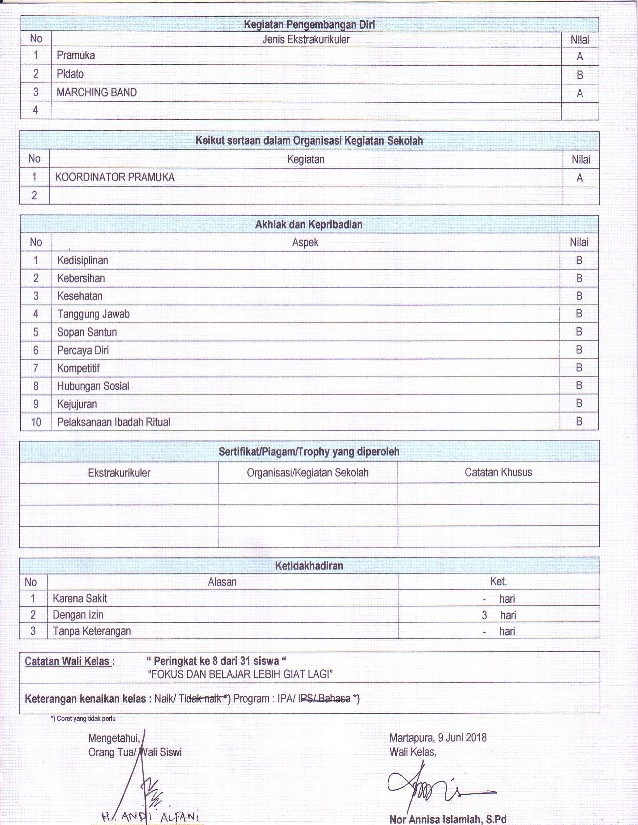 Kegiatan Pengembangan Diri
No Jenis Ekstrakurikuler Nilai
1 Pramuka A
2 Pidato B
3 MARCHING BAND A
4
Keikut sertaan dalam Organisasi Kegiatan Sekolah
No Kegiatan Nilai
1 KOORDINATOR PRAMUKA A
2
Akhlak dan Kepribadian
No Aspek Nilai
1 Kedisiplinan B
2 Kebersihan B
3 Kesehatan B
4 Tanggung Jawab B
5 Sopan Santun B
6 Percaya Diri B
7 Kompetitif B
8 Hubungan Sosial B
9 Kejujuran B
10 Pelaksanaan Ibadah Ritual B
Sertifikat/Piagam/Trophy yang diperoleh
Ekstrakurikuler Organisasi/Kegiatan Sekolah Catatan Khusus
Ketidakhadiran
No Alasan Ket.
1 Karena Sakit - hari
2 Dengan Izin 3 hari
3 Tanpa Keterangan - hari
Catatan Wali Kelas : " Peringkat ke 8 dari 31 siswa "
"FOKUS DAN BELAJAR LEBIH GIAT LAGI"
Keterangan kenaikan kelas : Naik/ Tidak naik *) Program : IPA/ IPS/ Bahasa *)
*) Coret yang tidak perlu
Mengetahui, Martapura, 9 Juni 2018
Orang Tua/ Wali Siswi Wali Kelas,
H. ANDI ALFANI Nor Annisa Islamiah, S.Pd